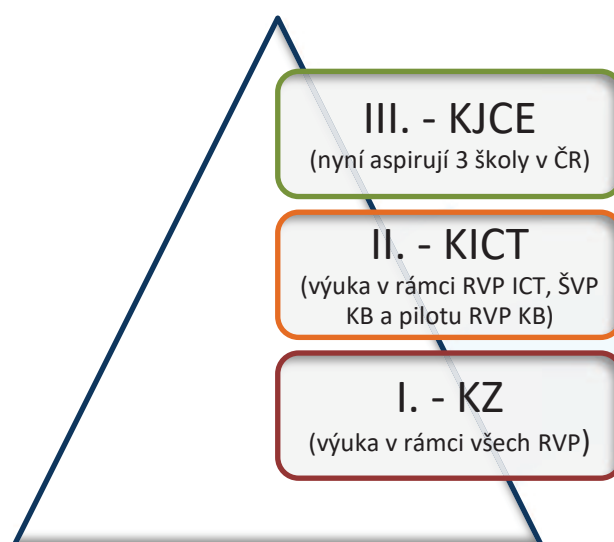 III. - KJCE
(nyní aspirují 3 školy v ČR)
II. - KICT
(výuka v rámci RVP ICT, ŠVP
KB a pilotu RVP KB)
I. - KZ
(výuka v rámci všech RVP)